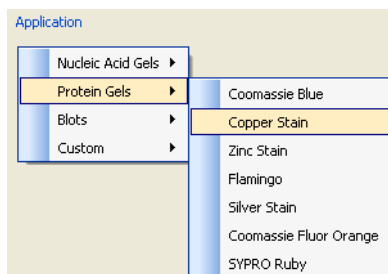 Application
Nucleic Acid Gels
Protein Gels
Blots
Custom
Coomassie Blue
Copper Stain
Zinc Stain
Flamingo
Silver Stain
Coomassie Fluor Orange
SYPRO Ruby